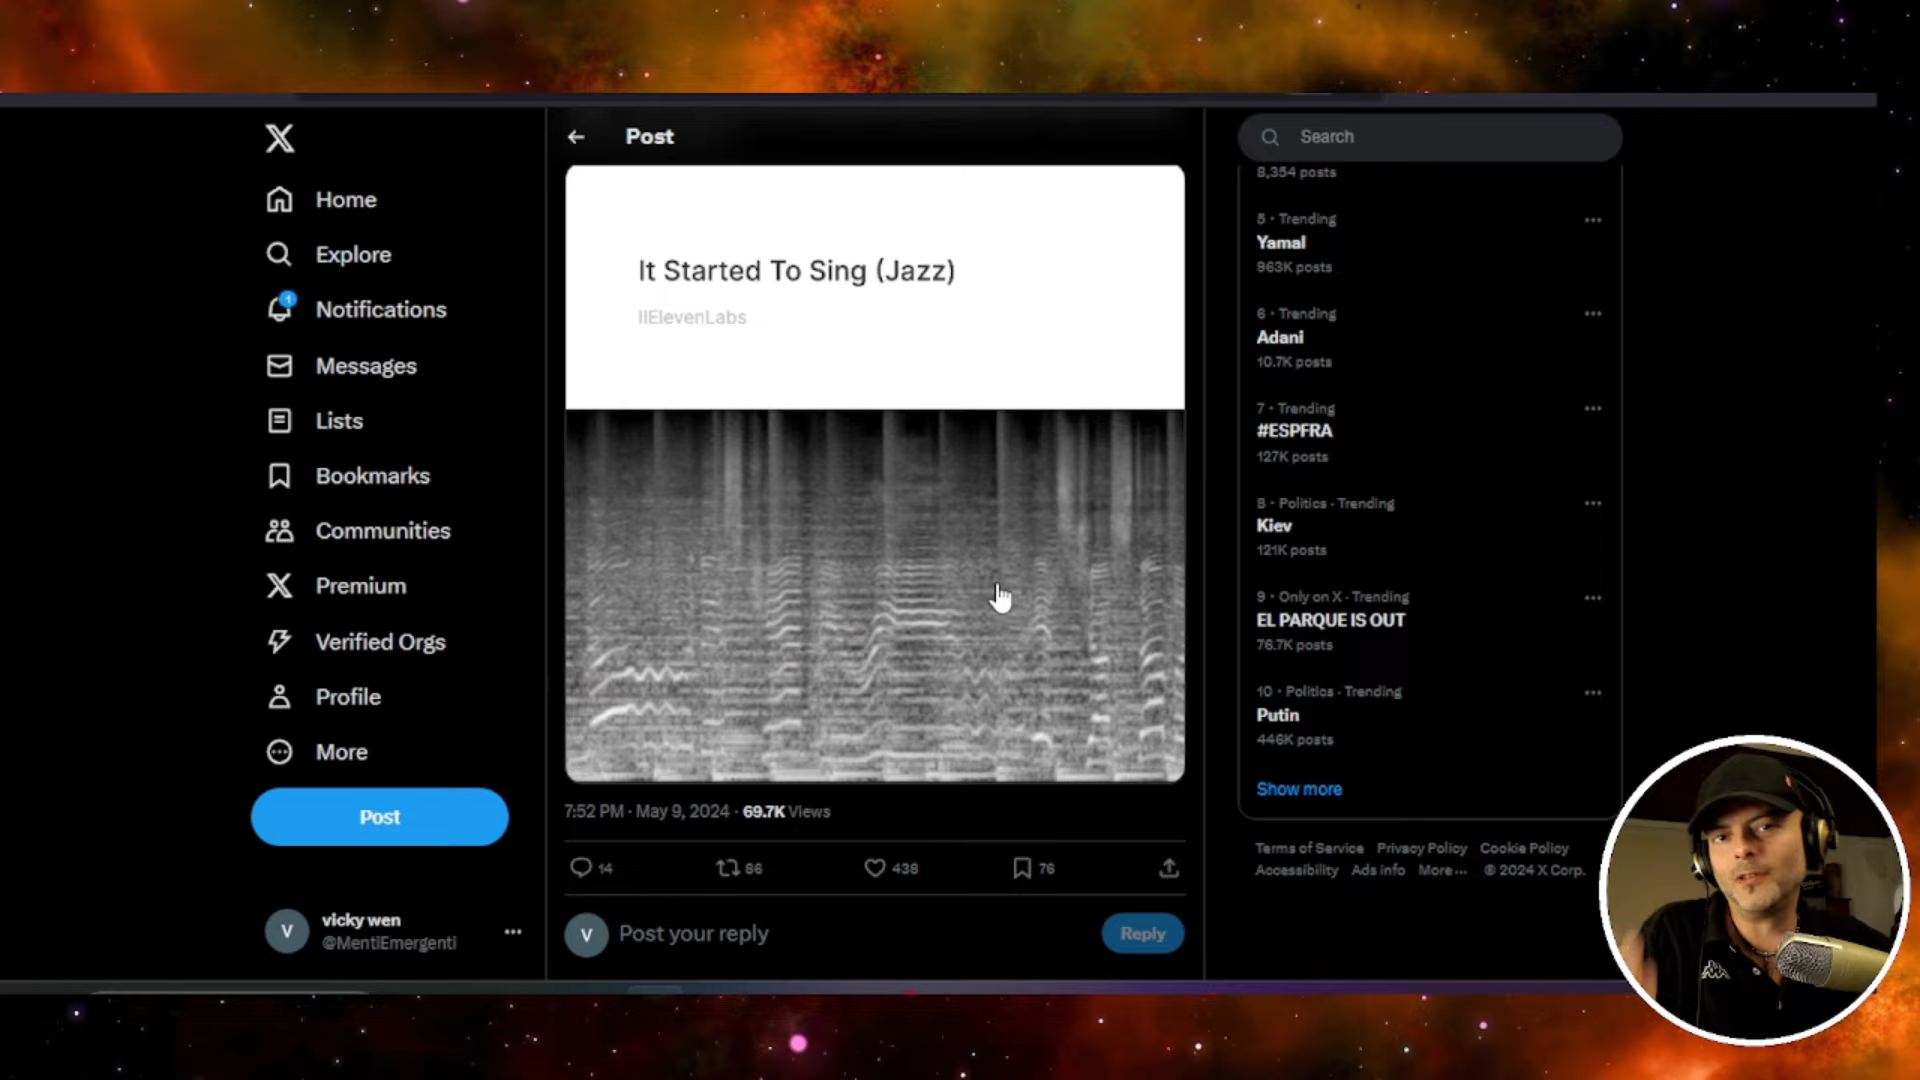 Home
Explore
1
Notifications
Messages
Lists
Bookmarks
Communities
Premium
Verified Orgs
Profile
More
Post
V
vicky wen
@MentiEmergenti
Post
It Started To Sing (Jazz)
IIElevenLabs
7:52 PM · May 9, 2024 · 69.7K Views
14
86
438
76
V
Post your reply
Reply
Search
8,354 posts
5 · Trending
Yamal
963K posts
6 · Trending
Adani
10.7K posts
7 · Trending
#ESPFRA
127K posts
8 · Politics · Trending
Kiev
121K posts
9 · Only on X · Trending
EL PARQUE IS OUT
76.7K posts
10 · Politics · Trending
Putin
446K posts
Show more
Terms of Service Privacy Policy Cookie Policy
Accessibility Ads info More ··· © 2024 X Corp.